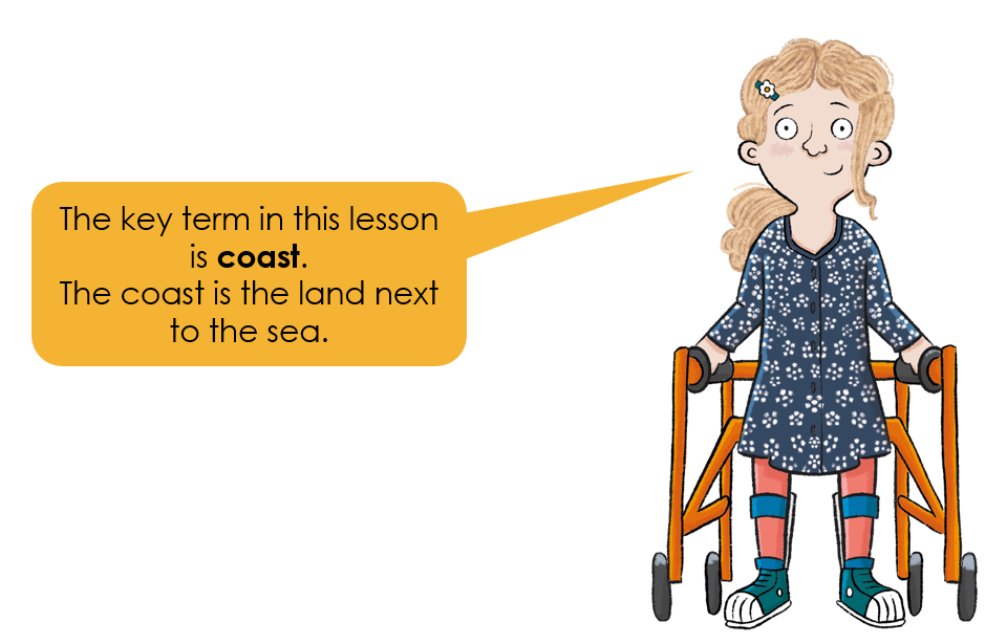 The key term in this lesson
is coast.
The coast is the land next
to the sea.